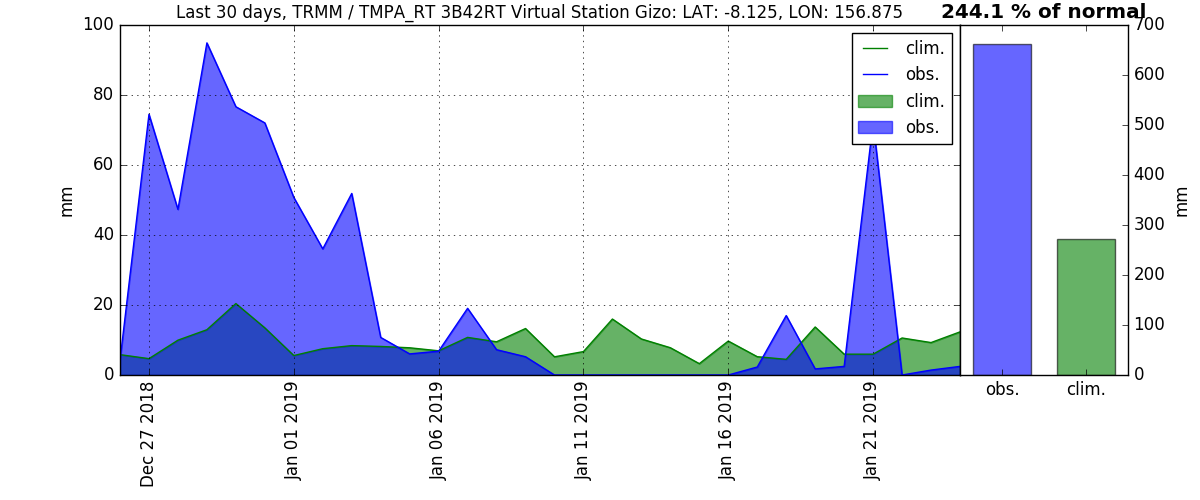 Last 30 days, TRMM / TMPA_RT 3B42RT Virtual Station Gizo: LAT: -8.125, LON: 156.875
244.1 % of normal
100
80
60
40
20
0
mm
clim.
obs.
clim.
obs.
700
600
500
400
300
200
100
0
mm
Dec 27 2018
Jan 01 2019
Jan 06 2019
Jan 11 2019
Jan 16 2019
Jan 21 2019
obs.
clim.